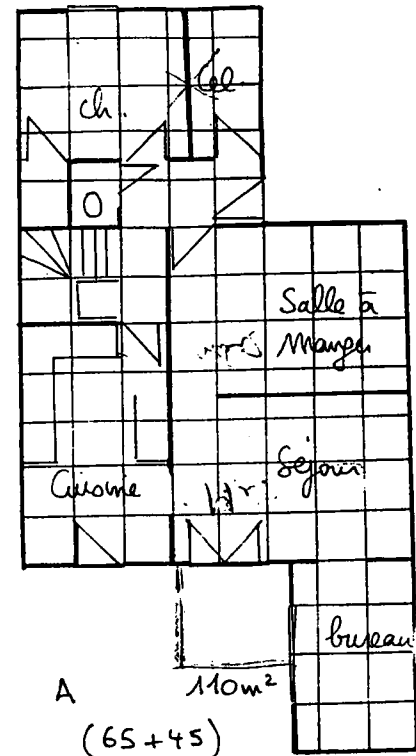 ch.
Cel.
O
Salle à
Manger
Séjour
Cuisine
bureau
A
110m²
(65+45)